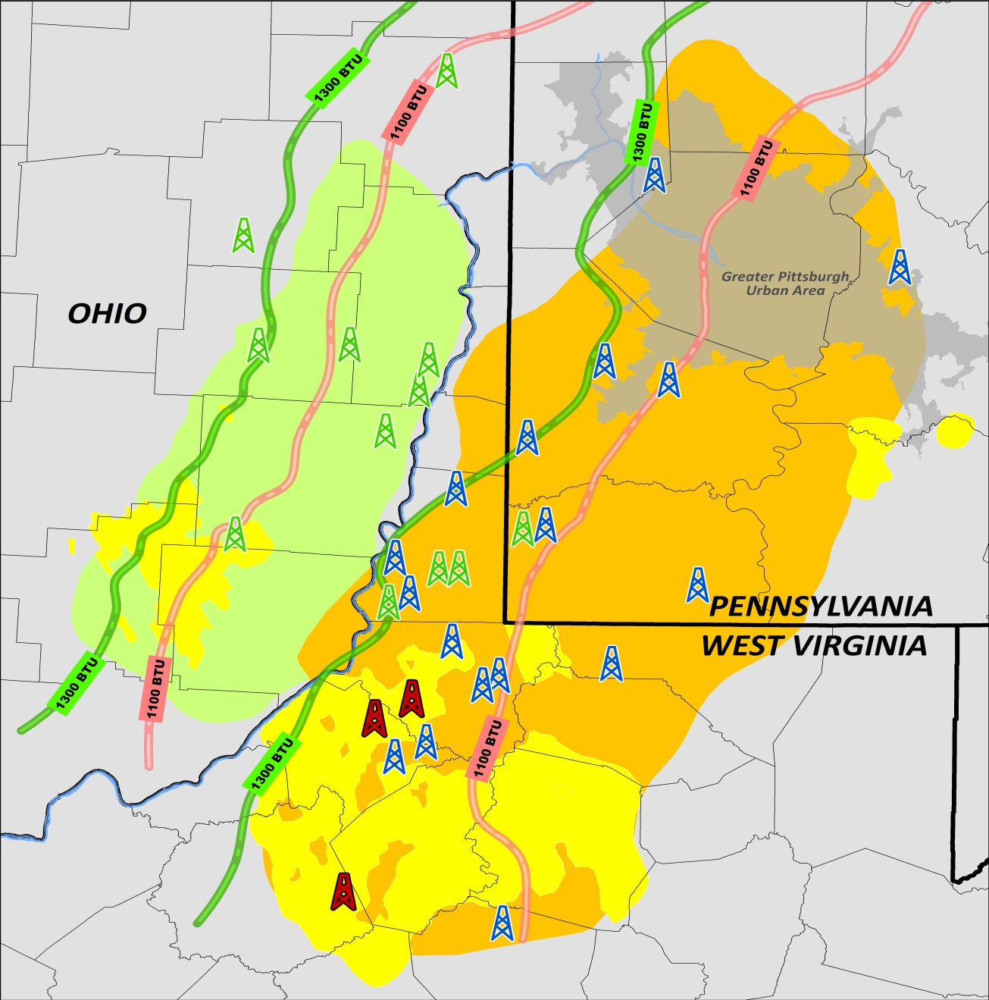 1300 BTU
1100 BTU
1300 BTU
1100 BTU
Greater Pittsburgh
Urban Area
OHIO
PENNSYLVANIA
WEST VIRGINIA
1300 BTU
1100 BTU
1300 BTU
1100 BTU